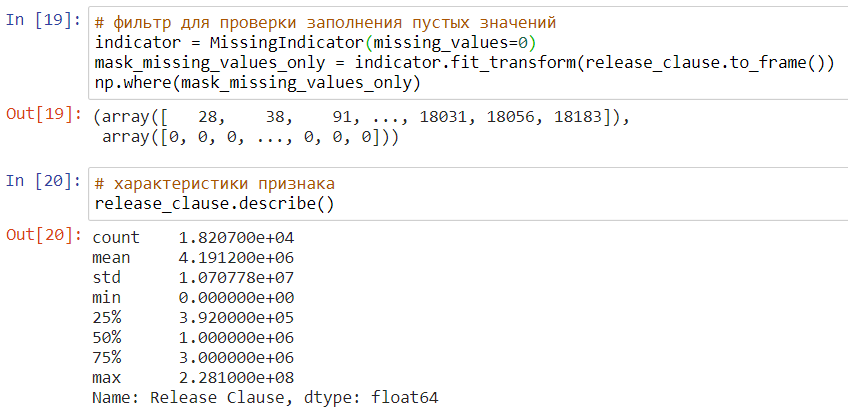 In [19]: # фильтр для проверки заполнения пустых значений
indicator = MissingIndicator(missing_values=0)
mask_missing_values_only = indicator.fit_transform(release_clause.to_frame())
np.where(mask_missing_values_only)
Out[19]: (array([   28,    38,    91, ..., 18031, 18056, 18183]),
 array([0, 0, 0, ..., 0, 0, 0]))
In [20]: # характеристики признака
release_clause.describe()
Out[20]: count    1.820700e+04
mean     4.191200e+06
std      1.070778e+07
min      0.000000e+00
25%      3.920000e+05
50%      1.000000e+06
75%      3.000000e+06
max      2.281000e+08
Name: Release Clause, dtype: float64